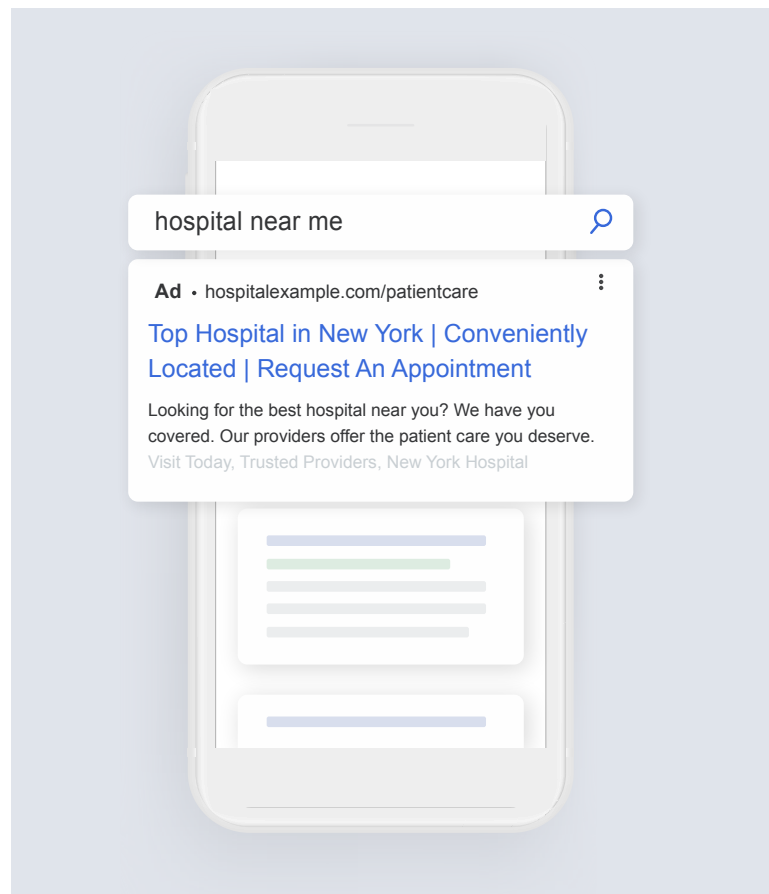 hospital near me
Ad • hospitalexample.com/patientcare
Top Hospital in New York | Conveniently
Located | Request An Appointment
Looking for the best hospital near you? We have you
covered. Our providers offer the patient care you deserve.
Visit Today, Trusted Providers, New York Hospital